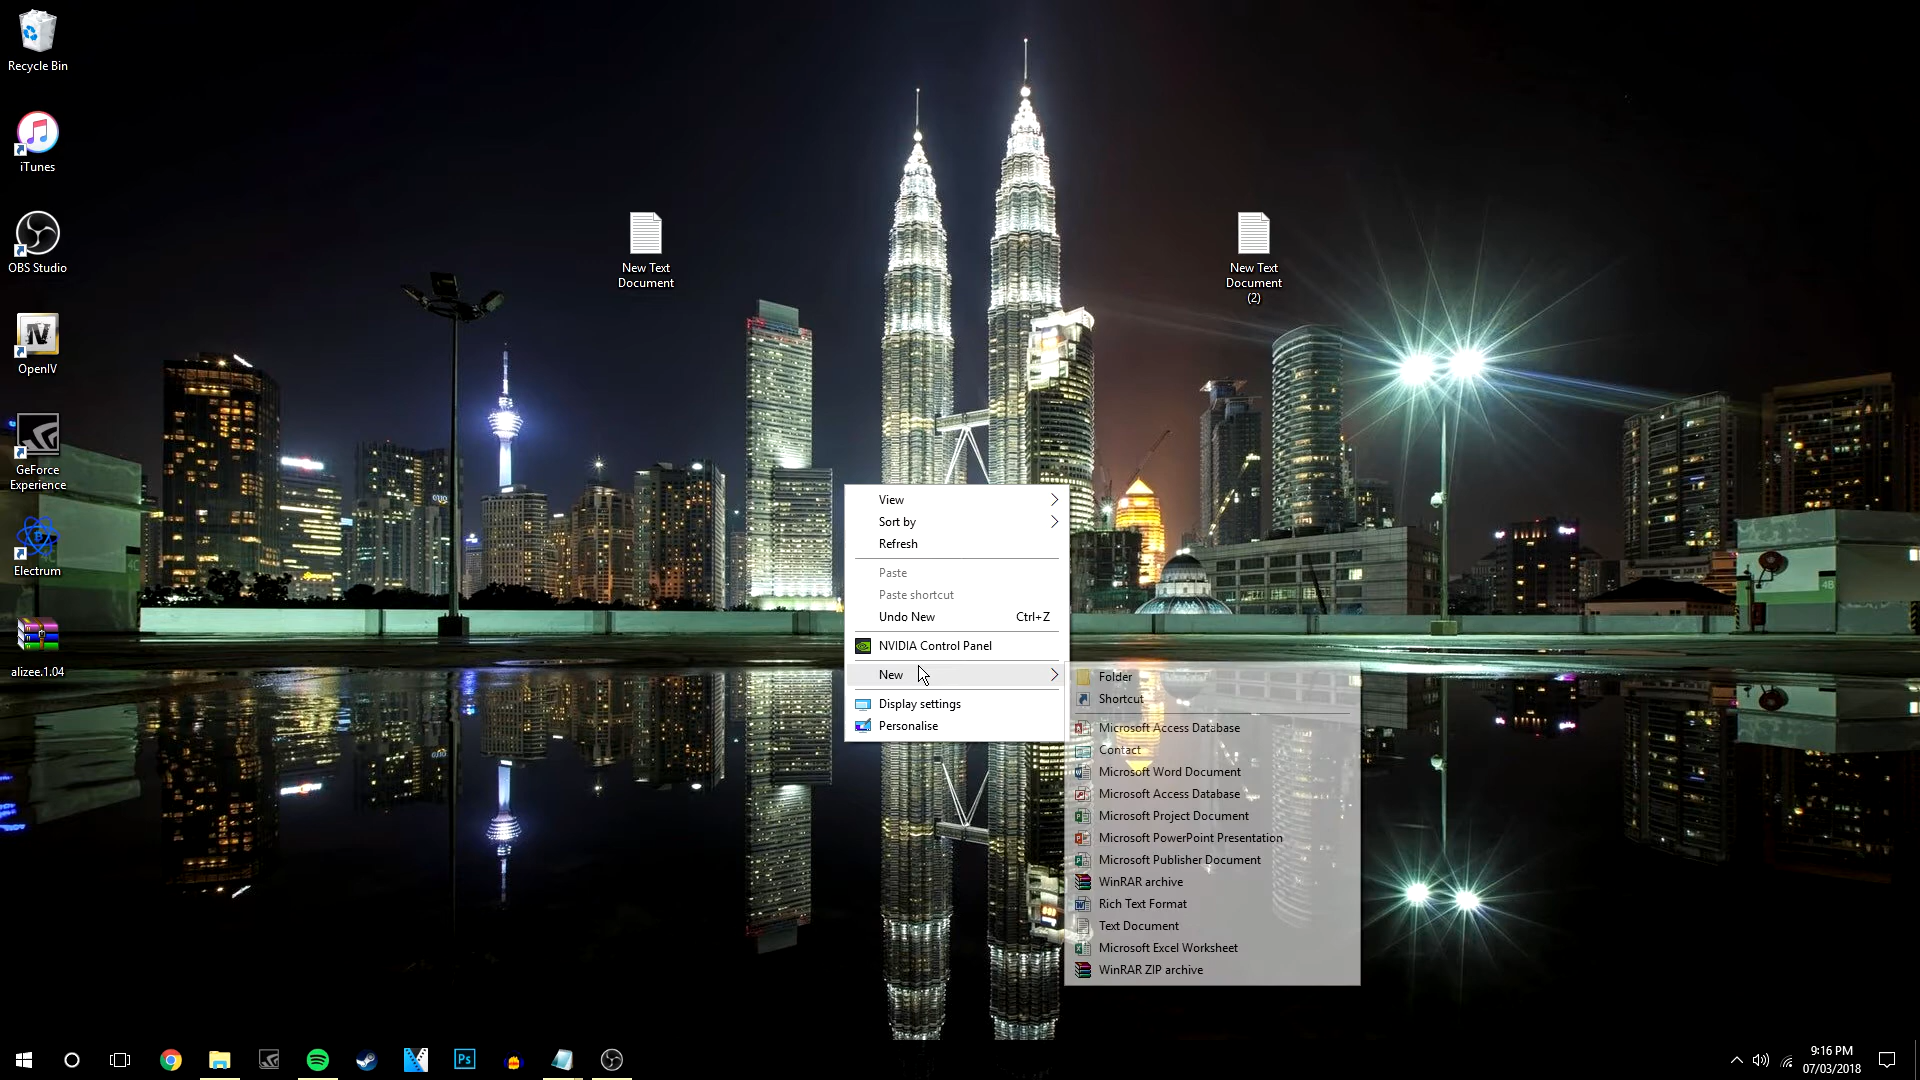 Recycle Bin
iTunes
OBS Studio
OpenIV
GeForce
Experience
Electrum
alizee.1.04
New Text
Document
New Text
Document
(2)
View
Sort by
Refresh
Paste
Paste shortcut
Undo New Ctrl+Z
NVIDIA Control Panel
New
Display settings
Personalise
Folder
Shortcut
Microsoft Access Database
Contact
Microsoft Word Document
Microsoft Access Database
Microsoft Project Document
Microsoft PowerPoint Presentation
Microsoft Publisher Document
WinRAR archive
Rich Text Format
Text Document
Microsoft Excel Worksheet
WinRAR ZIP archive
4C
4B
Ps
9:16 PM
07/03/2018